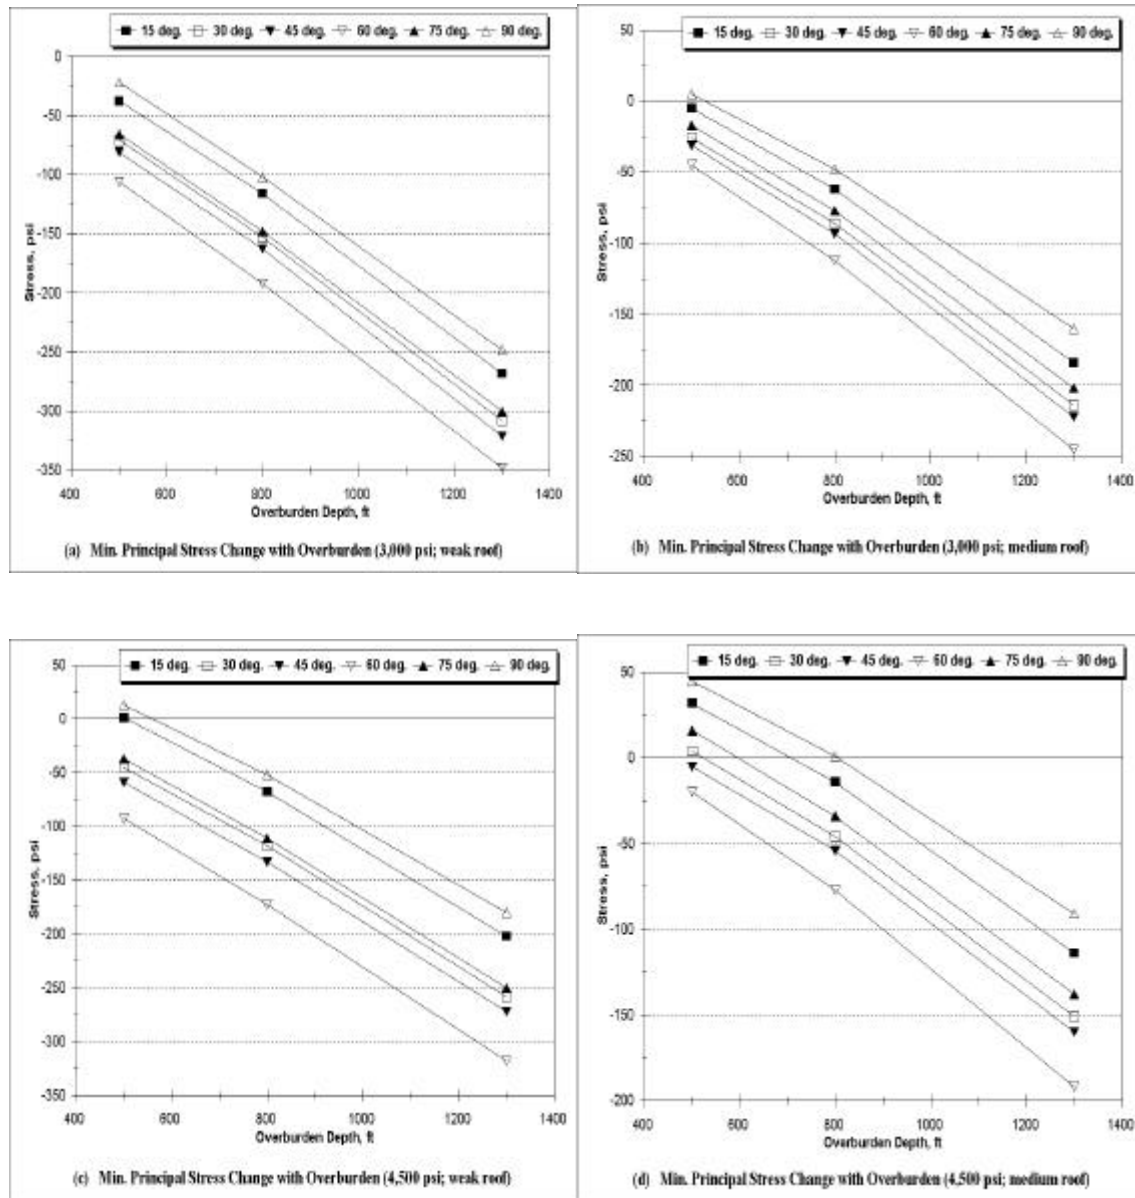 15 deg. 30 deg. 45 deg. 60 deg. 75 deg. 90 deg.
0
-50
-100
-150
-200
-250
-300
-350
Stress, psi
400 600 800 1000 1200 1400
Overburden Depth, ft
(a) Min. Principal Stress Change with Overburden (3,000 psi; weak roof)
15 deg. 30 deg. 45 deg. 60 deg. 75 deg. 90 deg.
50
0
-50
-100
-150
-200
-250
Stress, psi
400 600 800 1000 1200 1400
Overburden Depth, ft
(b) Min. Principal Stress Change with Overburden (3,000 psi; medium roof)
15 deg. 30 deg. 45 deg. 60 deg. 75 deg. 90 deg.
50
0
-50
-100
-150
-200
-250
-300
-350
Stress, psi
400 600 800 1000 1200 1400
Overburden Depth, ft
(c) Min. Principal Stress Change with Overburden (4,500 psi; weak roof)
15 deg. 30 deg. 45 deg. 60 deg. 75 deg. 90 deg.
50
0
-50
-100
-150
-200
Stress, psi
400 600 800 1000 1200 1400
Overburden Depth, ft
(d) Min. Principal Stress Change with Overburden (4,500 psi; medium roof)